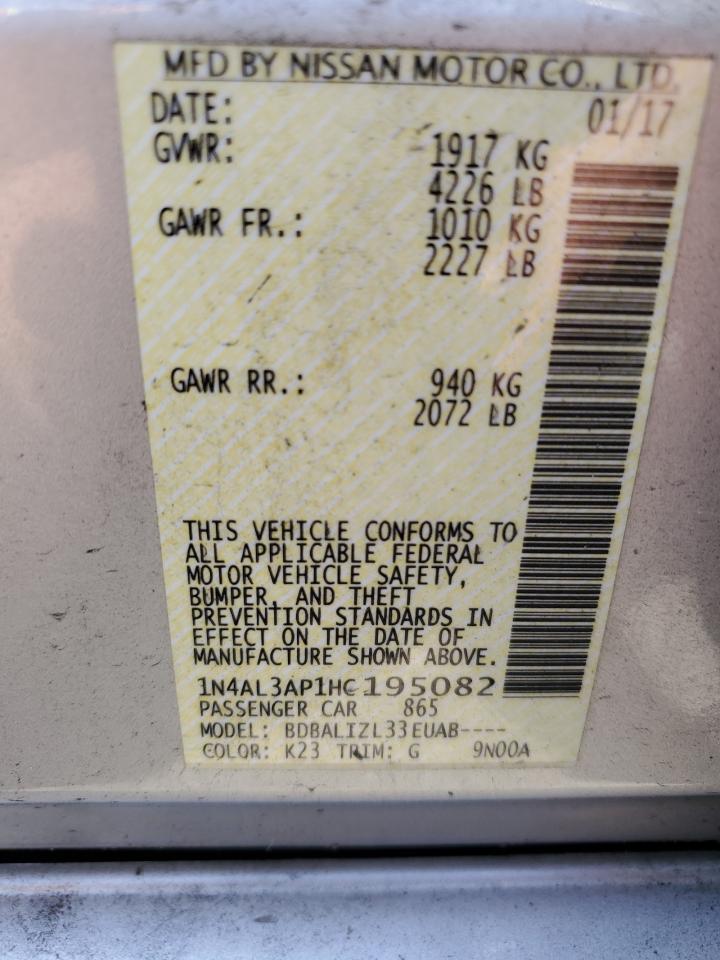 MFD BY NISSAN MOTOR CO., LTD.
DATE: 01/17
GVWR: 1917 KG
4226 LB
GAWR FR.: 1010 KG
2227 LB
GAWR RR.: 940 KG
2072 LB
THIS VEHICLE CONFORMS TO
ALL APPLICABLE FEDERAL
MOTOR VEHICLE SAFETY,
BUMPER, AND THEFT
PREVENTION STANDARDS IN
EFFECT ON THE DATE OF
MANUFACTURE SHOWN ABOVE.
1N4AL3AP1HC195082
PASSENGER CAR 865
MODEL: BDBALIZL33EUAB----
COLOR: K23 TRIM: G 9N00A